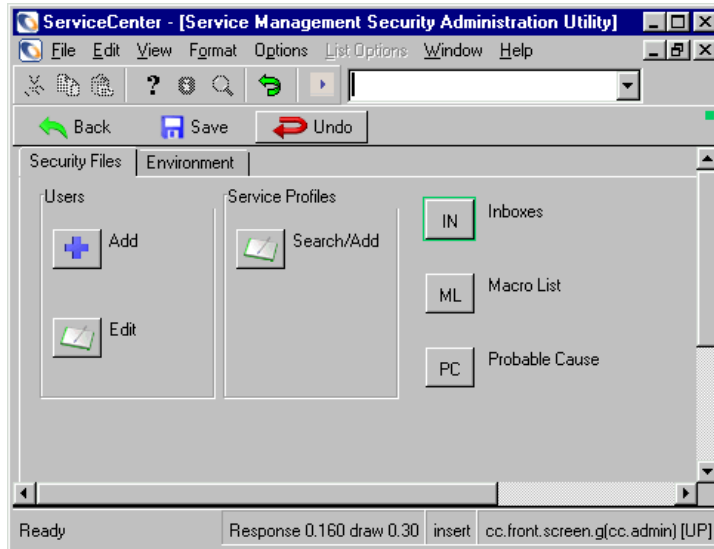 ServiceCenter - [Service Management Security Administration Utility]
File Edit View Format Options List Options Window Help
?
Back Save Undo
Security Files Environment
Users Service Profiles
IN Inboxes
Add Search/Add
ML Macro List
Edit
PC Probable Cause
Ready Response 0.160 draw 0.30 insert cc.front.screen.g(cc.admin) [UP]